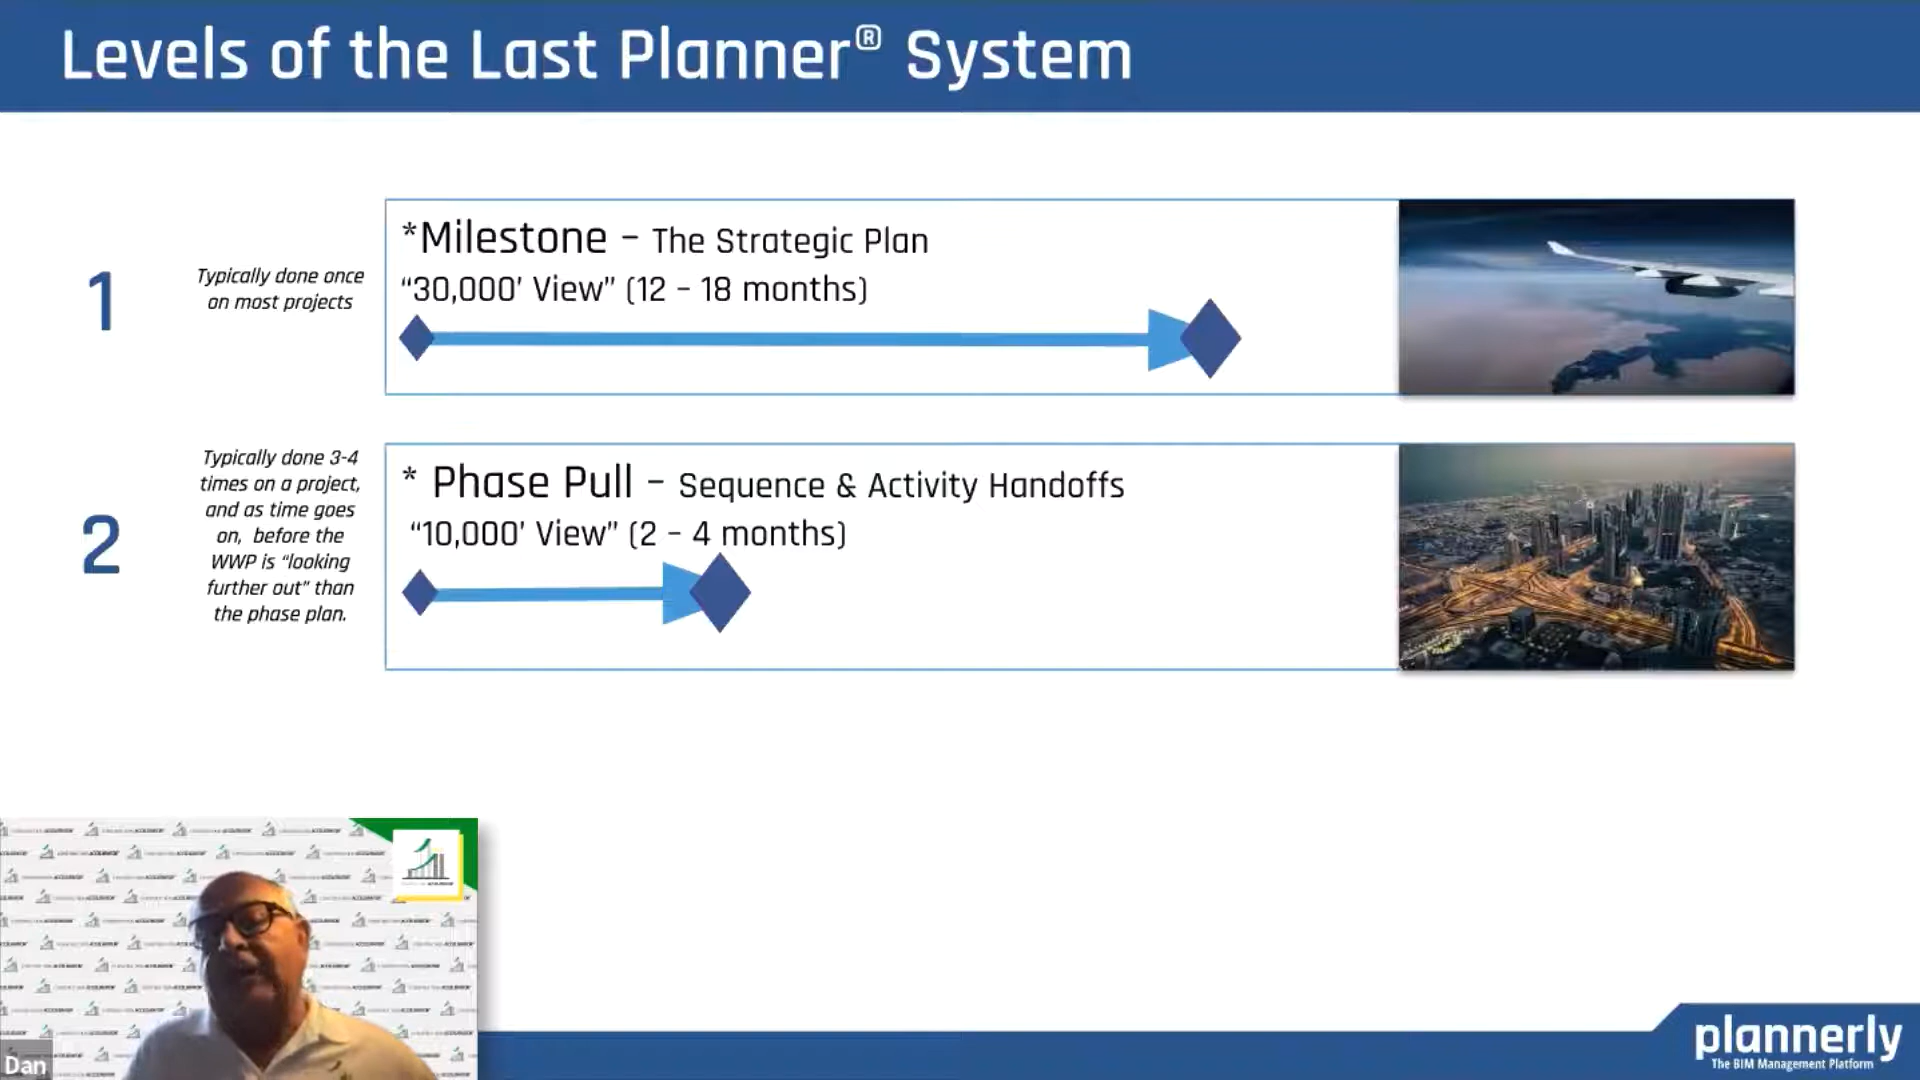 Levels of the Last Planner® System
1
Typically done once
on most projects
*Milestone – The Strategic Plan
“30,000’ View” (12 – 18 months)
2
Typically done 3-4
times on a project,
and as time goes
on, before the
WWP is “looking
further out” than
the phase plan.
* Phase Pull – Sequence & Activity Handoffs
“10,000’ View” (2 – 4 months)
Dan
plannerly
The BIM Management Platform